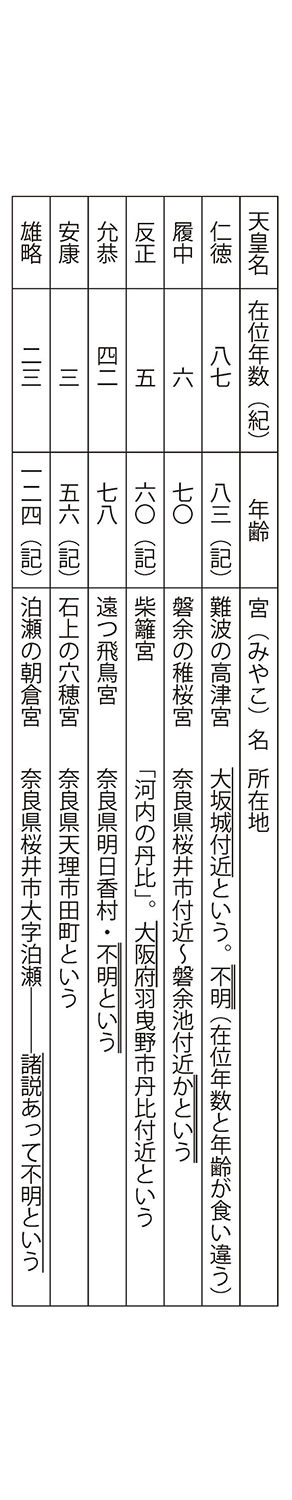 天皇名 在位年数（紀） 年齢 宮（みやこ）名 所在地
仁徳 八七 八三（記） 難波の高津宮 大坂城付近という。不明（在位年数と年齢が食い違う）
履中 六 七〇 磐余の稚桜宮 奈良県桜井市付近～磐余池付近かという
反正 五 六〇（記） 柴籬宮 「河内の丹比」。大阪府羽曳野市丹比付近という
允恭 四二 七八 遠つ飛鳥宮 奈良県明日香村・不明という
安康 三 五六（記） 石上の穴穂宮 奈良県天理市田町という
雄略 二三 一二四（記） 泊瀬の朝倉宮 奈良県桜井市大字泊瀬――諸説あって不明という